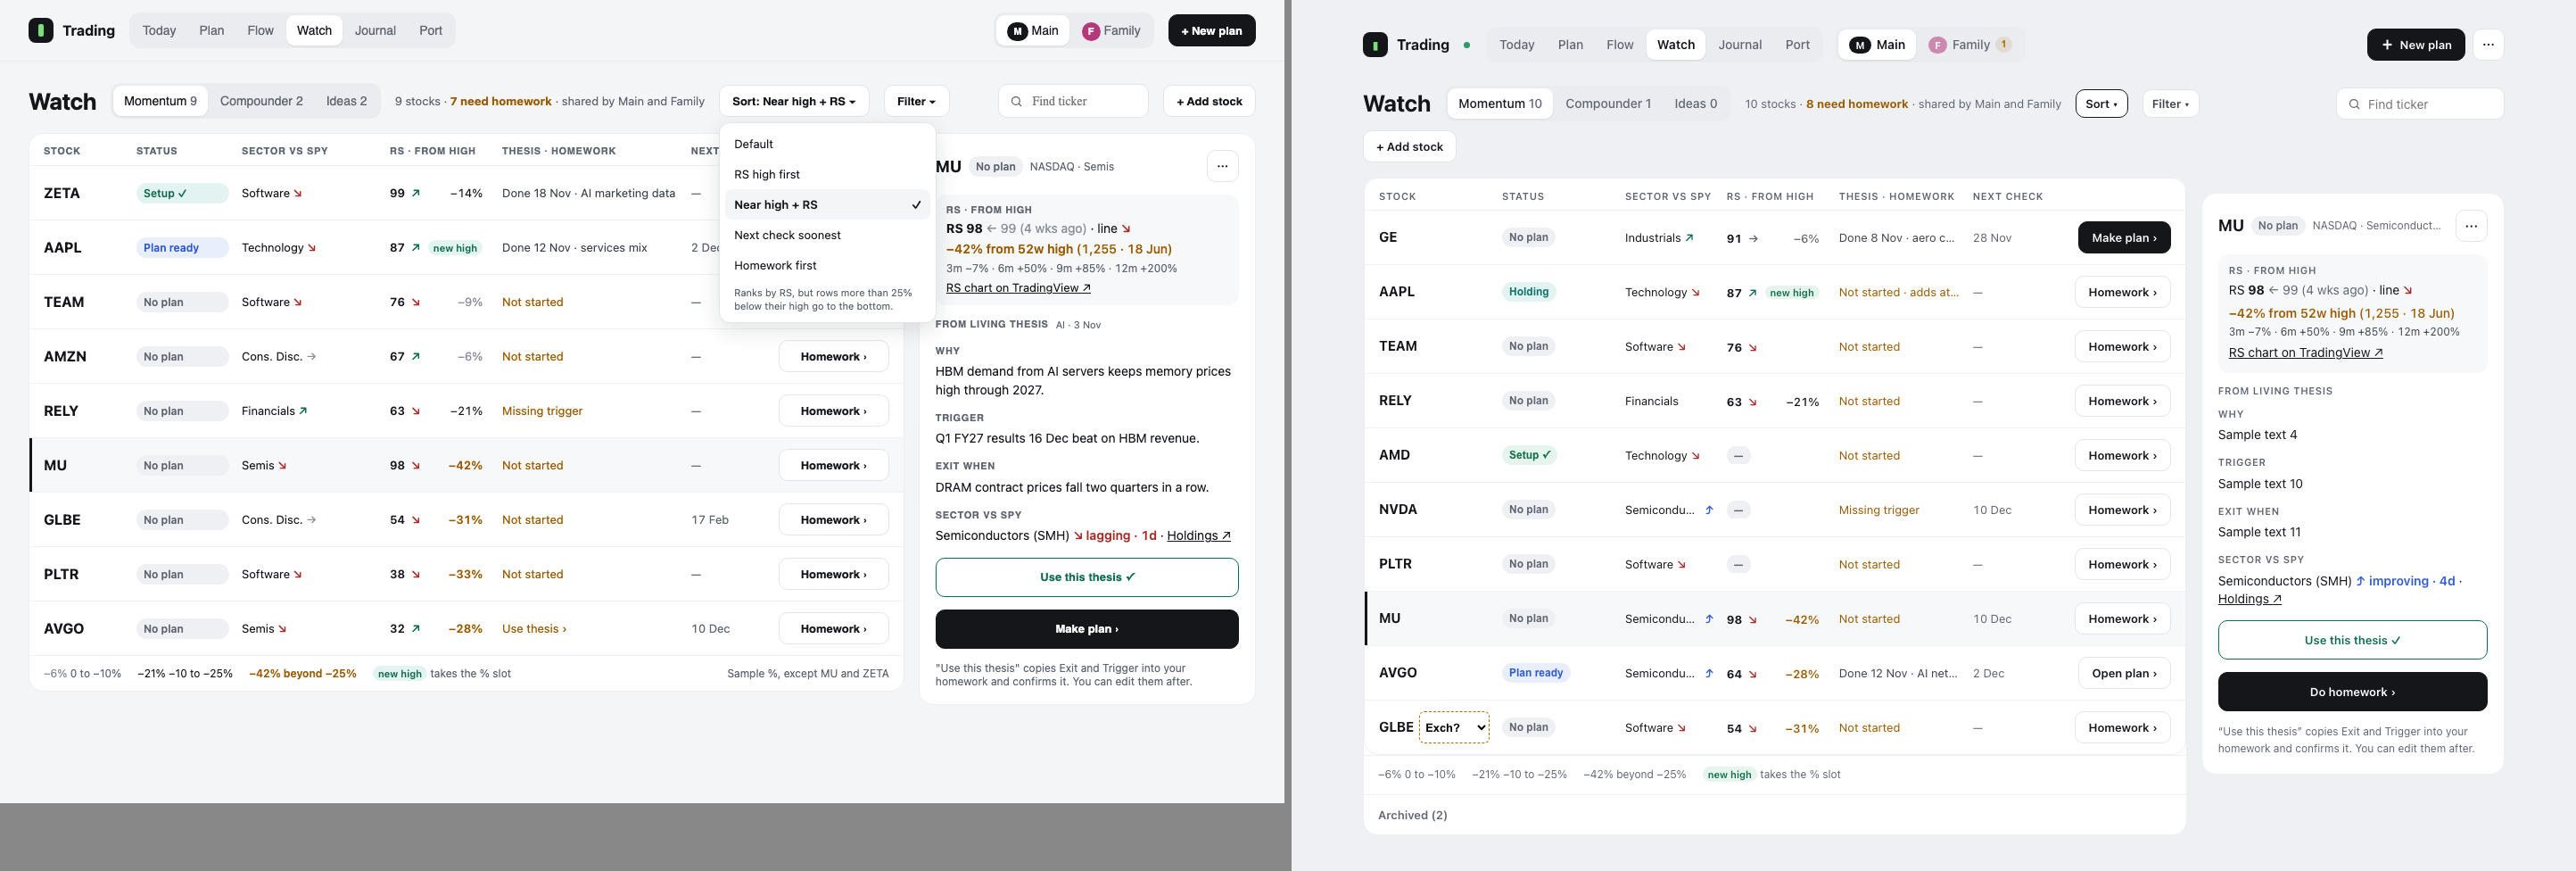 Trading Today Plan Flow Watch Journal Port M Main F Family + New plan
Watch Momentum 9 Compounder 2 Ideas 2 9 stocks · 7 need homework · shared by Main and Family Sort: Near high + RS ▾ Filter ▾ Find ticker + Add stock
STOCK STATUS SECTOR VS SPY RS · FROM HIGH THESIS · HOMEWORK NEXT
ZETA Setup ✓ Software ↘ 99 ↗ −14% Done 18 Nov · AI marketing data —
AAPL Plan ready Technology ↘ 87 ↗ new high Done 12 Nov · services mix 2 Dec
TEAM No plan Software ↘ 76 ↘ −9% Not started —
AMZN No plan Cons. Disc. → 67 ↗ −6% Not started — Homework ›
RELY No plan Financials ↗ 63 ↘ −21% Missing trigger — Homework ›
MU No plan Semis ↘ 98 ↘ −42% Not started — Homework ›
GLBE No plan Cons. Disc. → 54 ↘ −31% Not started 17 Feb Homework ›
PLTR No plan Software ↘ 38 ↘ −33% Not started — Homework ›
AVGO No plan Semis ↘ 32 ↗ −28% Use thesis › 10 Dec Homework ›
−6% 0 to −10% −21% −10 to −25% −42% beyond −25% new high takes the % slot Sample %, except MU and ZETA
Default
RS high first
Near high + RS ✓
Next check soonest
Homework first
Ranks by RS, but rows more than 25%
below their high go to the bottom.
MU No plan NASDAQ · Semis ···
RS · FROM HIGH
RS 98 ← 99 (4 wks ago) · line ↘
−42% from 52w high (1,255 · 18 Jun)
3m −7% · 6m +50% · 9m +85% · 12m +200%
RS chart on TradingView ↗
FROM LIVING THESIS AI · 3 Nov
WHY
HBM demand from AI servers keeps memory prices
high through 2027.
TRIGGER
Q1 FY27 results 16 Dec beat on HBM revenue.
EXIT WHEN
DRAM contract prices fall two quarters in a row.
SECTOR VS SPY
Semiconductors (SMH) ↘ lagging · 1d · Holdings ↗
Use this thesis ✓
Make plan ›
"Use this thesis" copies Exit and Trigger into your
homework and confirms it. You can edit them after.
Trading Today Plan Flow Watch Journal Port M Main F Family 1 + New plan ···
Watch Momentum 10 Compounder 1 Ideas 0 10 stocks · 8 need homework · shared by Main and Family Sort ▾ Filter ▾ Find ticker
+ Add stock
STOCK STATUS SECTOR VS SPY RS · FROM HIGH THESIS · HOMEWORK NEXT CHECK
GE No plan Industrials ↗ 91 → −6% Done 8 Nov · aero c... 28 Nov Make plan ›
AAPL Holding Technology ↘ 87 ↗ new high Not started · adds at... — Homework ›
TEAM No plan Software ↘ 76 ↘ Not started — Homework ›
RELY No plan Financials 63 ↘ −21% Not started — Homework ›
AMD Setup ✓ Technology ↘ — Not started — Homework ›
NVDA No plan Semicondu... ⤴ — Missing trigger 10 Dec Homework ›
PLTR No plan Software ↘ — Not started — Homework ›
MU No plan Semicondu... ⤴ 98 ↘ −42% Not started 10 Dec Homework ›
AVGO Plan ready Semicondu... ⤴ 64 ↘ −28% Done 12 Nov · AI net... 2 Dec Open plan ›
GLBE Exch? No plan Software ↘ 54 ↘ −31% Not started — Homework ›
−6% 0 to −10% −21% −10 to −25% −42% beyond −25% new high takes the % slot
Archived (2)
MU No plan NASDAQ · Semiconduct... ···
RS · FROM HIGH
RS 98 ← 99 (4 wks ago) · line ↘
−42% from 52w high (1,255 · 18 Jun)
3m −7% · 6m +50% · 9m +85% · 12m +200%
RS chart on TradingView ↗
FROM LIVING THESIS
WHY
Sample text 4
TRIGGER
Sample text 10
EXIT WHEN
Sample text 11
SECTOR VS SPY
Semiconductors (SMH) ⤴ improving · 4d ·
Holdings ↗
Use this thesis ✓
Do homework ›
"Use this thesis" copies Exit and Trigger into your
homework and confirms it. You can edit them after.